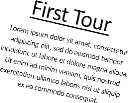 First Tour
Lorem ipsum dolor sit amet, consectetur
adipiscing elit, sed do eiusmod tempor
incididunt ut labore et dolore magna aliqua.
Ut enim ad minim veniam, quis nostrud
exercitation ullamco laboris nisi ut aliquip
ex ea commodo consequat.